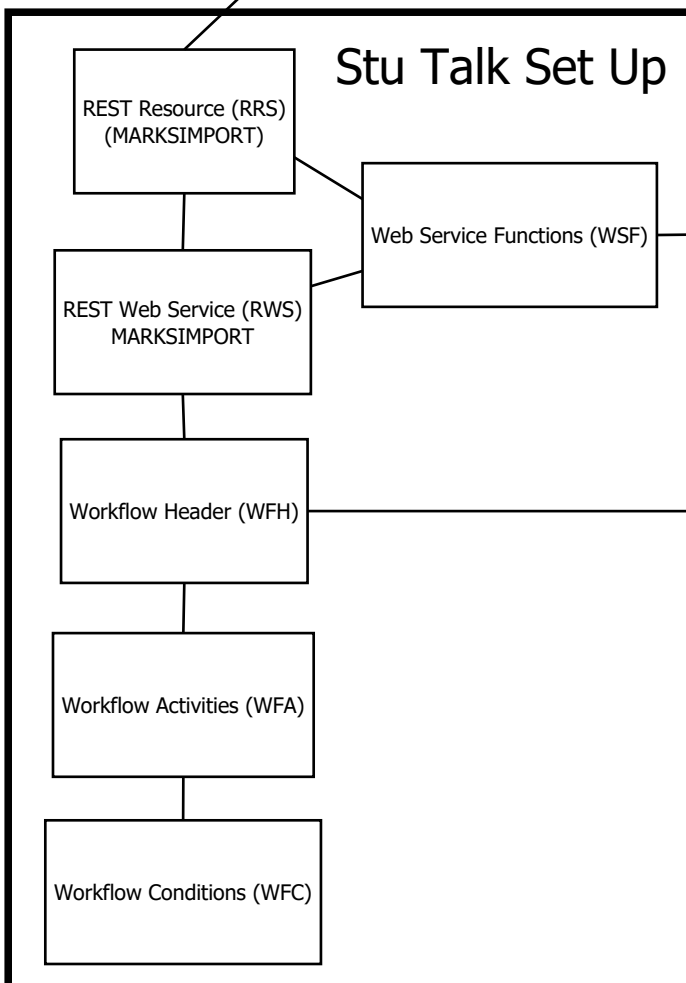 Stu Talk Set Up
REST Resource (RRS)
(MARKSIMPORT)
Web Service Functions (WSF)
REST Web Service (RWS)
MARKSIMPORT
Workflow Header (WFH)
Workflow Activities (WFA)
Workflow Conditions (WFC)